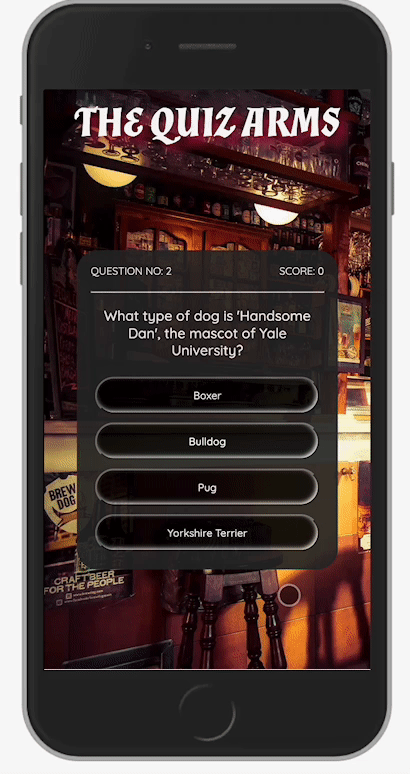 THE QUIZ ARMS
QUESTION NO: 2 SCORE: 0
What type of dog is 'Handsome
Dan', the mascot of Yale
University?
Boxer
Bulldog
Pug
Yorkshire Terrier
BREW
DOG
CRAFT BEER
FOR THE PEOPLE